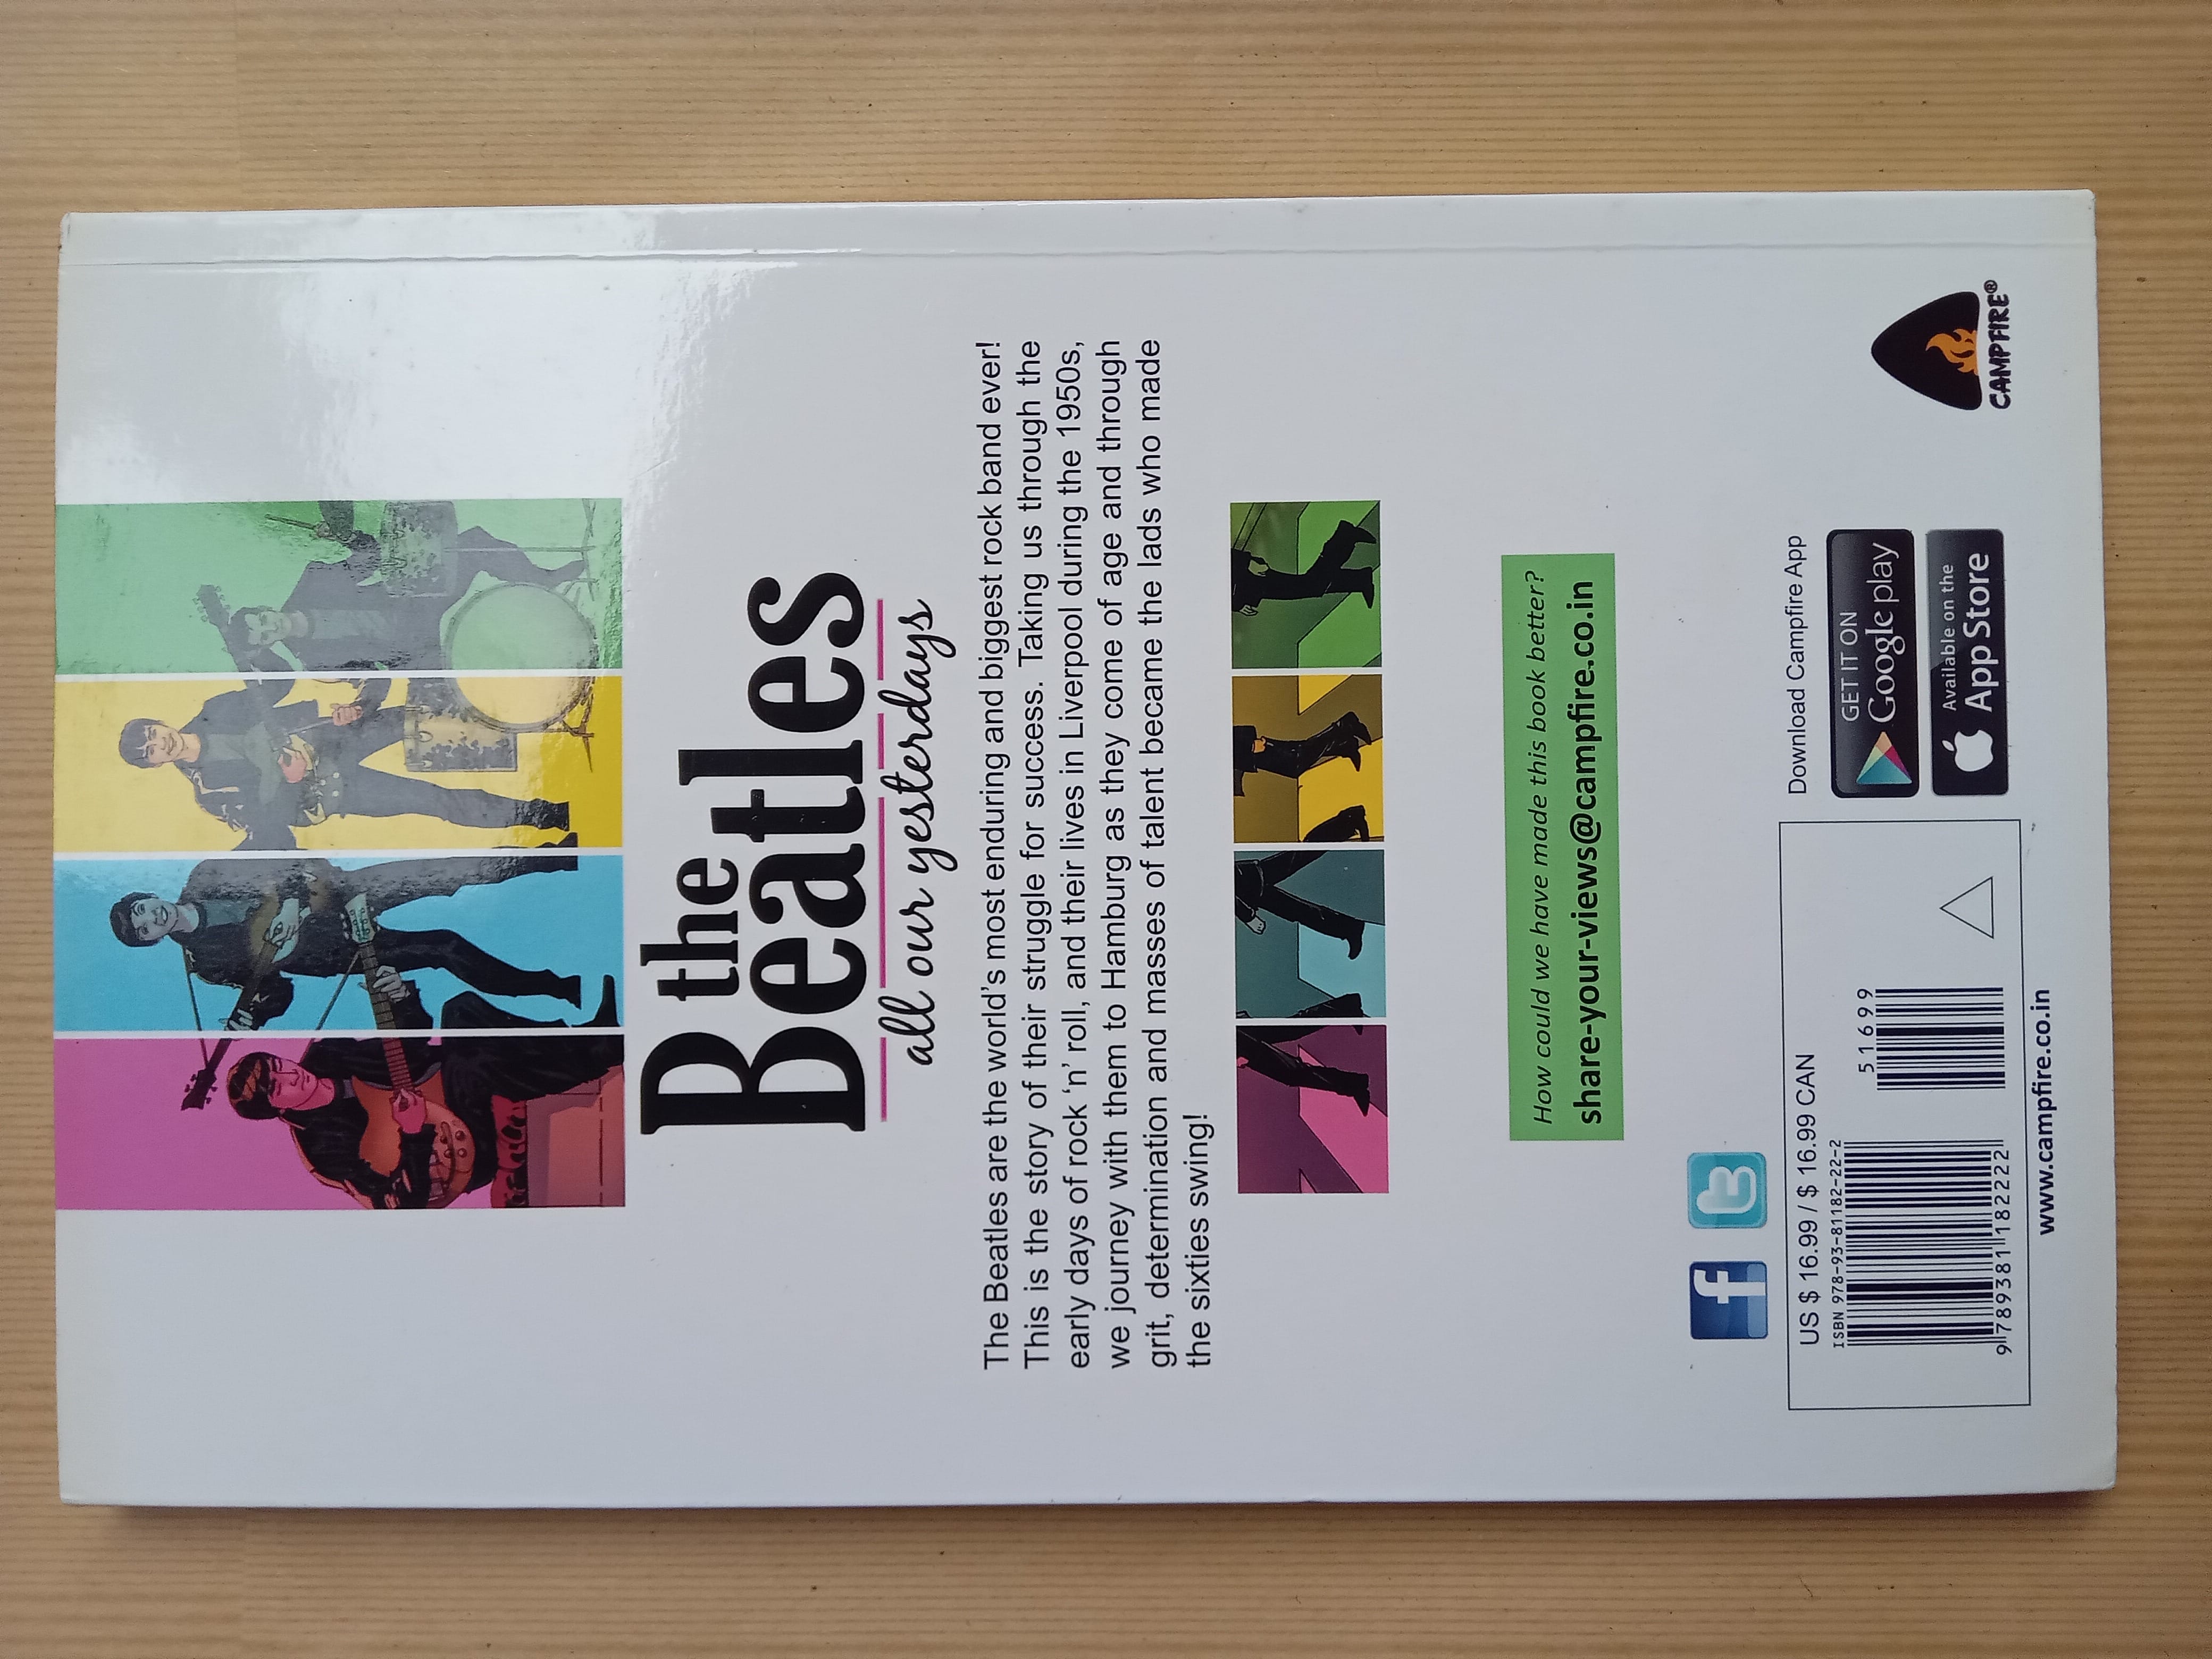 the
Beatles
all our yesterdays
The Beatles are the world's most enduring and biggest rock band ever!
This is the story of their struggle for success. Taking us through the
early days of rock 'n' roll, and their lives in Liverpool during the 1950s,
we journey with them to Hamburg as they come of age and through
grit, determination and masses of talent became the lads who made
the sixties swing!
How could we have made this book better?
share-your-views@campfire.co.in
f t
US $ 16.99 / $ 16.99 CAN
ISBN 978-93-81182-22-2
51699
9 789381 182222
www.campfire.co.in
Download Campfire App
GET IT ON
Google play
Available on the
App Store
CAMPFIRE®